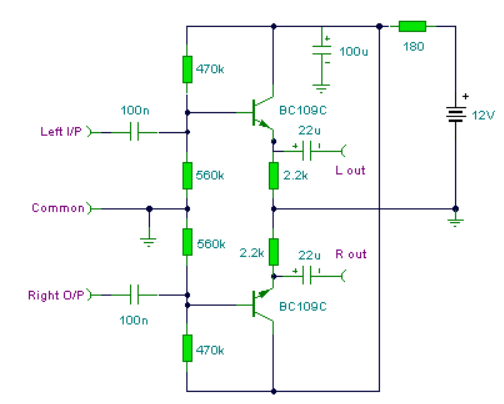 180
100u
470k
100n
BC109C
12V
Left I/P
22u
L out
560k
2.2k
Common
560k
2.2k
22u
R out
Right O/P
BC109C
100n
470k